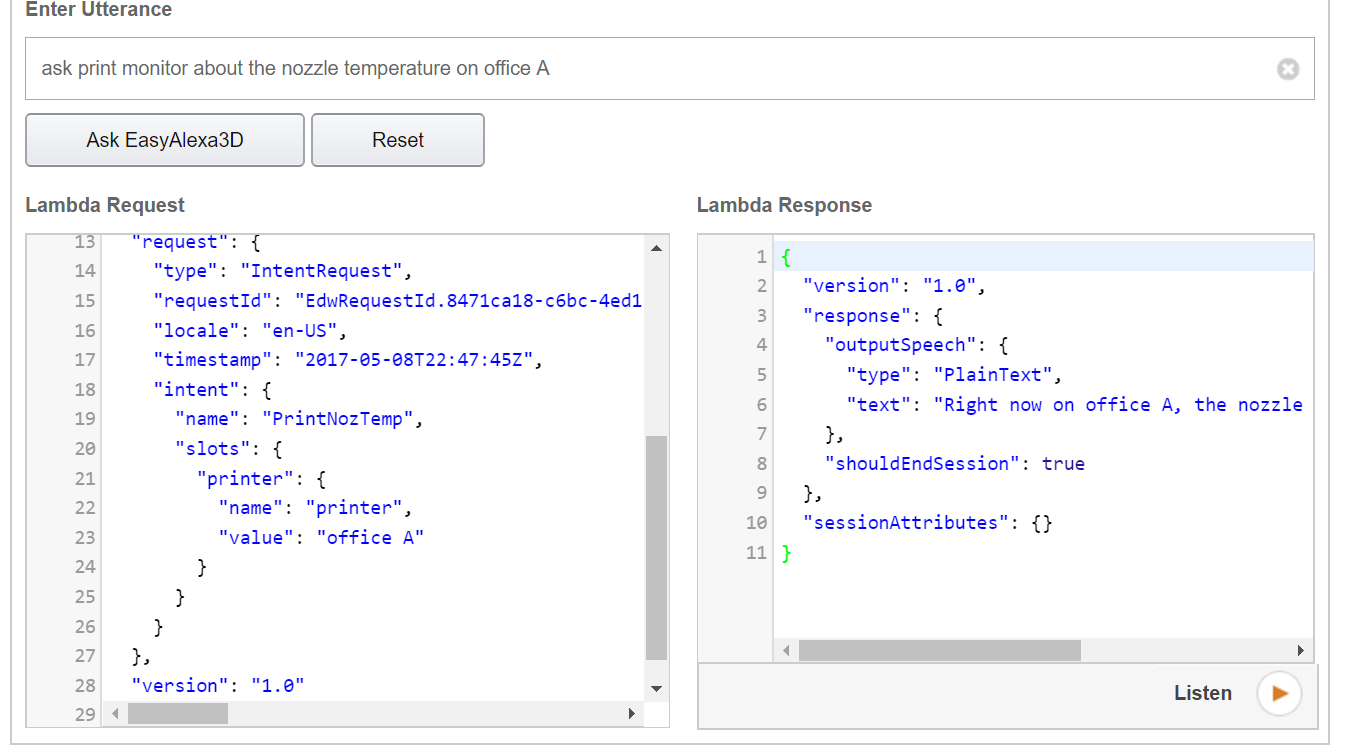 Enter Utterance
ask print monitor about the nozzle temperature on office A
Ask EasyAlexa3D Reset
Lambda Request
13 "request": {
14 "type": "IntentRequest",
15 "requestId": "EdwRequestId.8471ca18-c6bc-4ed1
16 "locale": "en-US",
17 "timestamp": "2017-05-08T22:47:45Z",
18 "intent": {
19 "name": "PrintNozTemp",
20 "slots": {
21 "printer": {
22 "name": "printer",
23 "value": "office A"
24 }
25 }
26 }
27 },
28 "version": "1.0"
29
Lambda Response
1 {
2 "version": "1.0",
3 "response": {
4 "outputSpeech": {
5 "type": "PlainText",
6 "text": "Right now on office A, the nozzle
7 },
8 "shouldEndSession": true
9 },
10 "sessionAttributes": {}
11 }
Listen